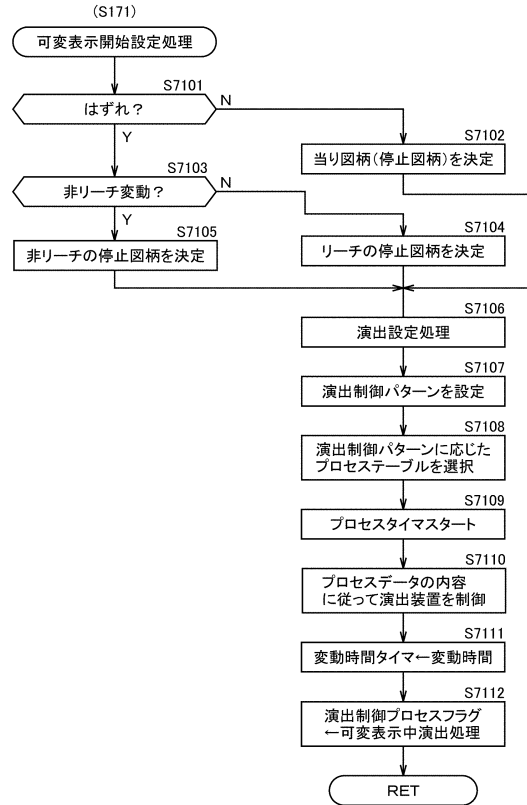 (S171)
可変表示開始設定処理
S7101
はずれ？
N
Y
S7102
当り図柄(停止図柄)を決定
S7103
非リーチ変動？
N
Y
S7105
非リーチの停止図柄を決定
S7104
リーチの停止図柄を決定
S7106
演出設定処理
S7107
演出制御パターンを設定
S7108
演出制御パターンに応じた
プロセステーブルを選択
S7109
プロセスタイマスタート
S7110
プロセスデータの内容
に従って演出装置を制御
S7111
変動時間タイマ←変動時間
S7112
演出制御プロセスフラグ
←可変表示中演出処理
RET